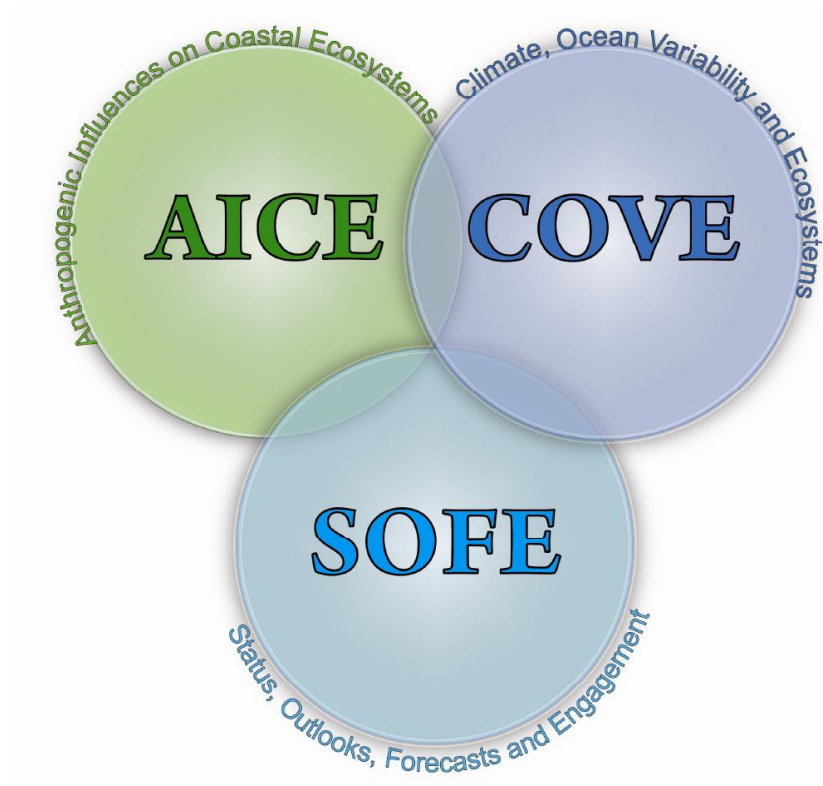 Anthropogenic Influences on Coastal Ecosystems
Climate, Ocean Variability and Ecosystems
AICE
COVE
SOFE
Status, Outlooks, Forecasts and Engagement